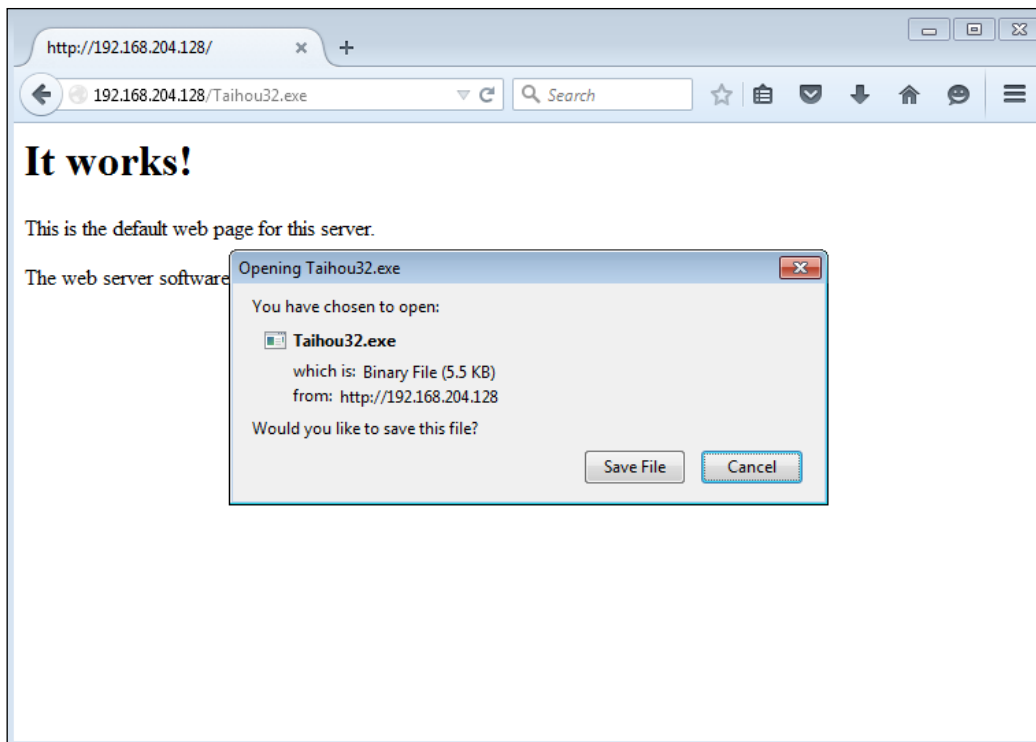 http://192.168.204.128/
192.168.204.128/Taihou32.exe
Search
It works!
This is the default web page for this server.
The web server software
Opening Taihou32.exe
You have chosen to open:
Taihou32.exe
which is: Binary File (5.5 KB)
from: http://192.168.204.128
Would you like to save this file?
Save File
Cancel